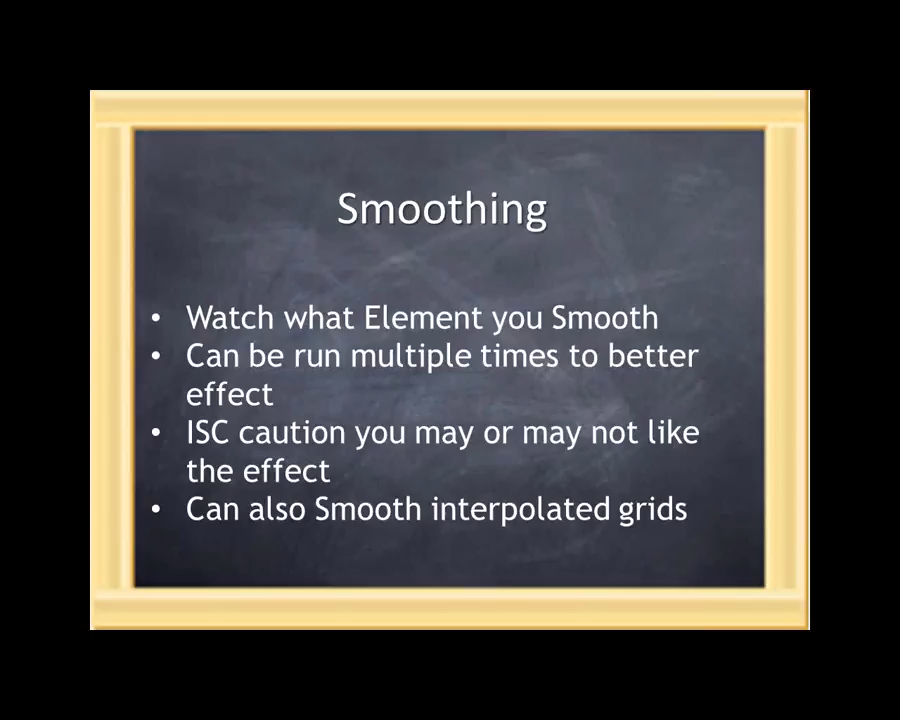 Smoothing
• Watch what Element you Smooth
• Can be run multiple times to better
effect
• ISC caution you may or may not like
the effect
• Can also Smooth interpolated grids